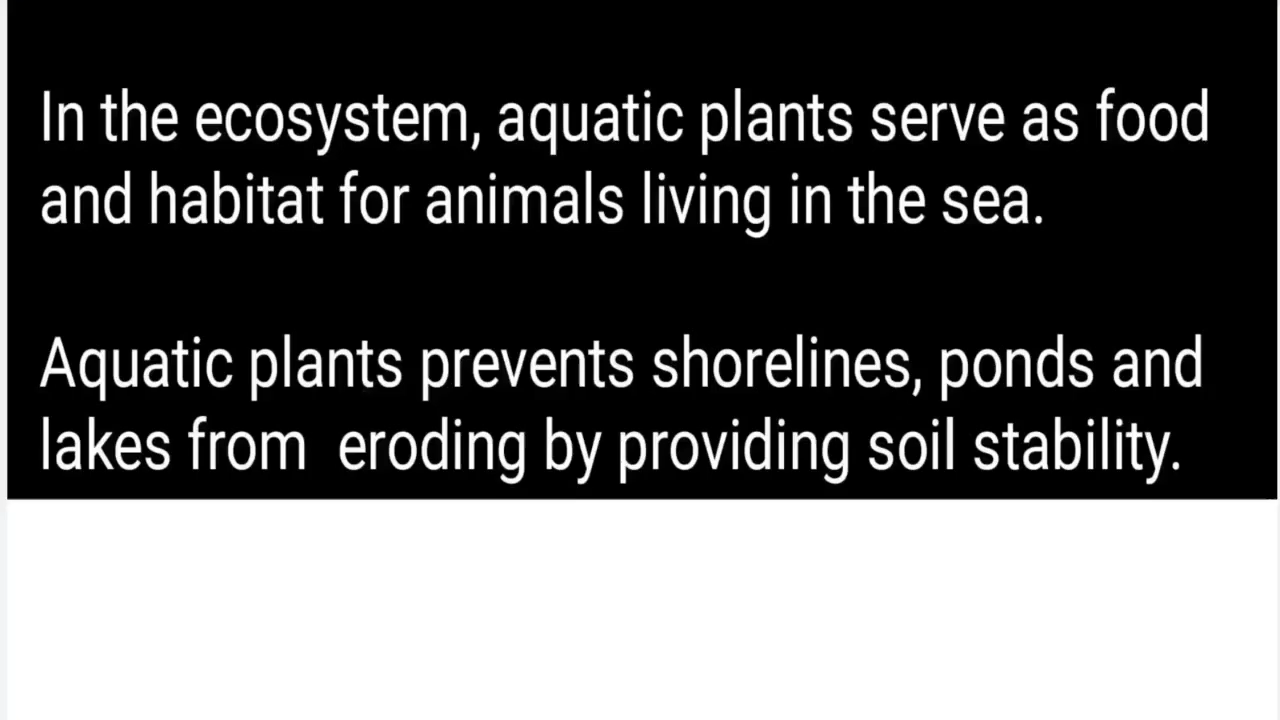 In the ecosystem, aquatic plants serve as food
and habitat for animals living in the sea.
Aquatic plants prevents shorelines, ponds and
lakes from  eroding by providing soil stability.